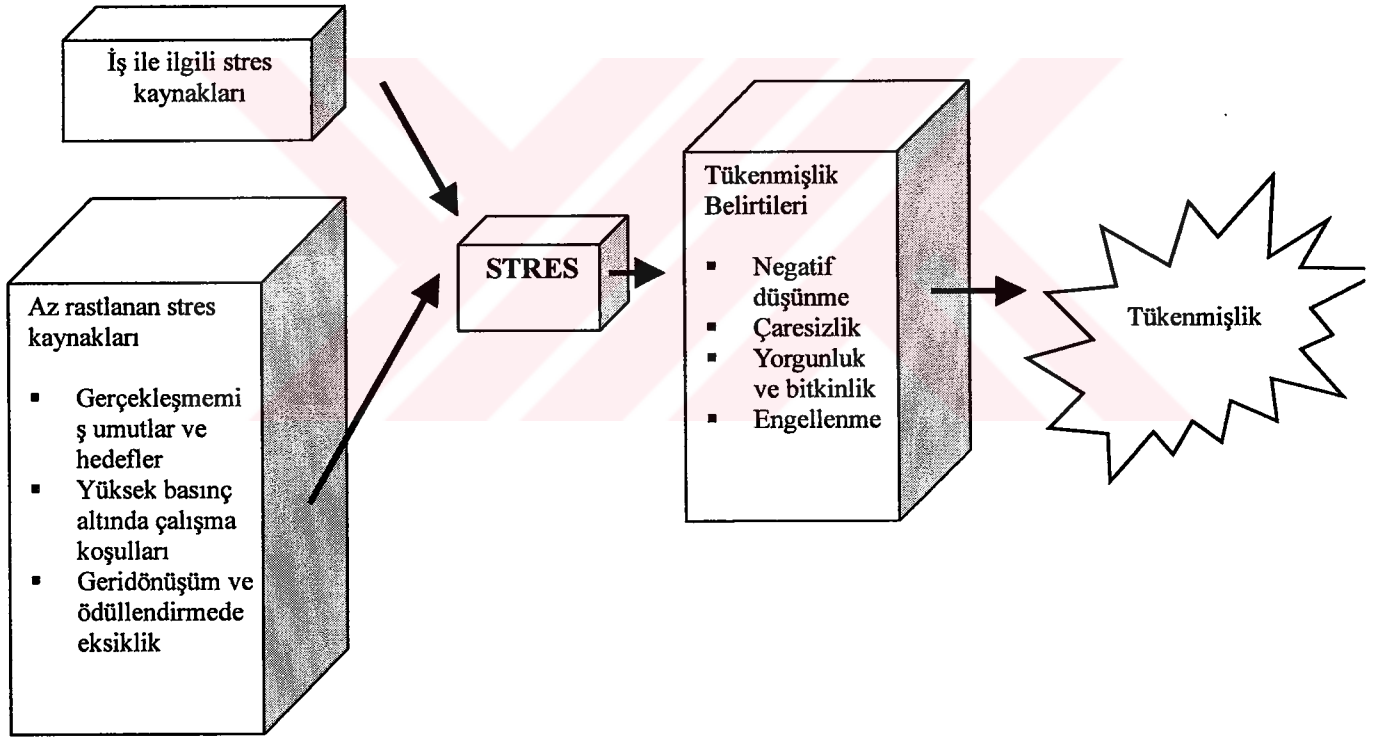 İş ile ilgili stres
kaynakları
Az rastlanan stres
kaynakları
▪ Gerçekleşmemi
ş umutlar ve
hedefler
▪ Yüksek basınç
altında çalışma
koşulları
▪ Geridönüşüm ve
ödüllendirmede
eksiklik
STRES
Tükenmişlik
Belirtileri
▪ Negatif
düşünme
▪ Çaresizlik
▪ Yorgunluk
ve bitkinlik
▪ Engellenme
Tükenmişlik